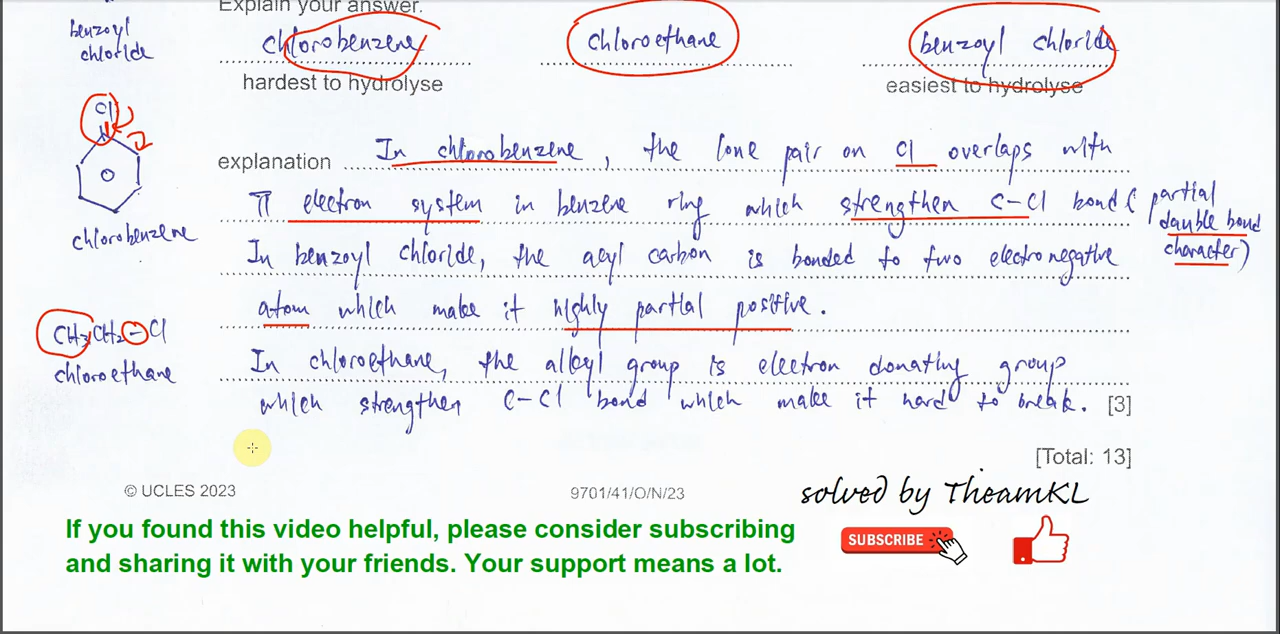 Explain your answer.
benzoyl
chloride
chlorobenzene chloroethane benzoyl chloride
hardest to hydrolyse easiest to hydrolyse
Cl
explanation In chlorobenzene, the lone pair on Cl overlaps with
π electron system in benzene ring which strengthen C-Cl bond ( partial
double bond
character)
chlorobenzene
In benzoyl chloride, the acyl carbon is bonded to two electronegative
atom which make it highly partial positive.
CH3CH2-Cl
chloroethane
In chloroethane, the alkyl group is electron donating group
which strengthen C-Cl bond which make it hard to break. [3]
[Total: 13]
© UCLES 2023 9701/41/O/N/23 solved by TheamKL
If you found this video helpful, please consider subscribing
and sharing it with your friends. Your support means a lot.
SUBSCRIBE